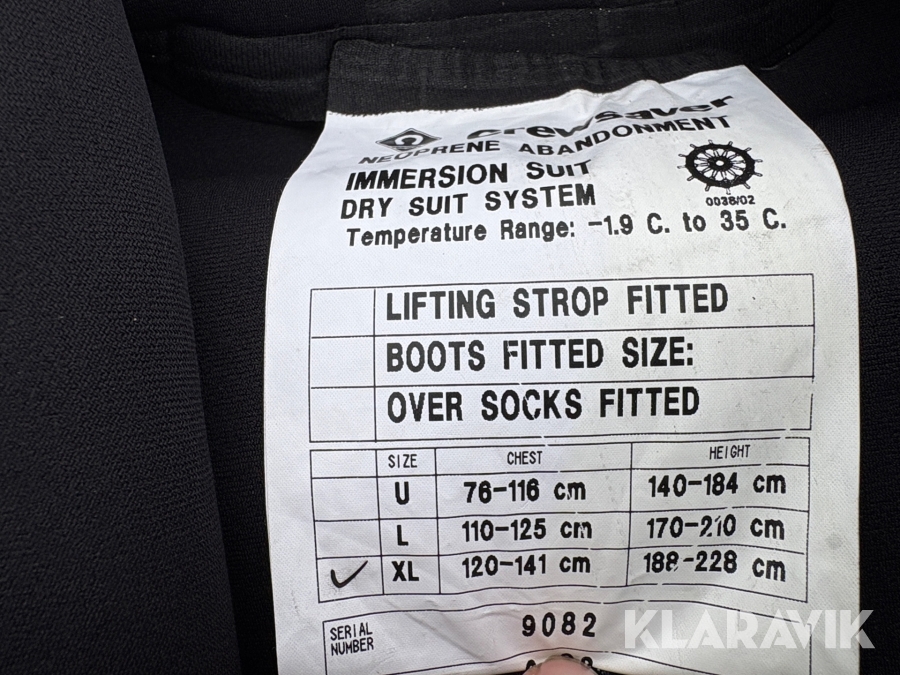 crewsaver
NEOPRENE ABANDONMENT
IMMERSION SUIT
DRY SUIT SYSTEM
0038/02
Temperature Range: -1.9 C. to 35 C.
LIFTING STROP FITTED
BOOTS FITTED SIZE:
OVER SOCKS FITTED
SIZE CHEST HEIGHT
U 76-116 cm 140-184 cm
L 110-125 cm 170-210 cm
✓ XL 120-141 cm 188-228 cm
SERIAL NUMBER 9082
KLARAVIK